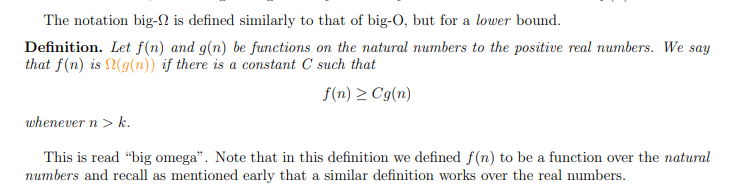 The notation big-Ω is defined similarly to that of big-O, but for a lower bound.
Definition. Let f(n) and g(n) be functions on the natural numbers to the positive real numbers. We say
that f(n) is Ω(g(n)) if there is a constant C such that
f(n) ≥ Cg(n)
whenever n > k.
This is read “big omega”. Note that in this definition we defined f(n) to be a function over the natural
numbers and recall as mentioned early that a similar definition works over the real numbers.